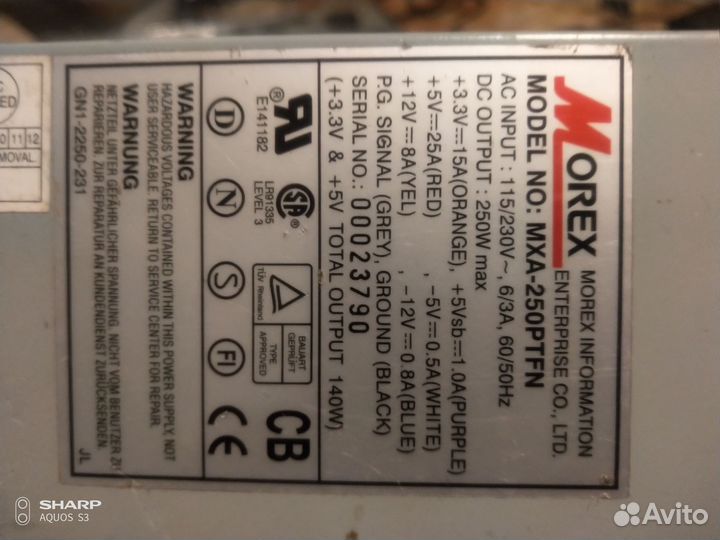 MOREX
MOREX INFORMATION
ENTERPRISE CO., LTD.
MODEL NO: MXA-250PTFN
AC INPUT : 115/230V~, 6/3A, 60/50Hz
DC OUTPUT : 250W max
+3.3V⎓15A(ORANGE), +5Vsb⎓1.0A(PURPLE)
+5V⎓25A(RED) , -5V⎓0.5A(WHITE)
+12V⎓8A(YEL) , -12V⎓0.8A(BLUE)
P.G. SIGNAL (GREY), GROUND (BLACK)
SERIAL NO.: 00023790
(+3.3V & +5V TOTAL OUTPUT 140W)
UR ®
E141182
SA ®
LR91335
LEVEL 3
TÜV Rheinland
BAUART
GEPRÜFT
TYPE
APPROVED
CB
D N S FI CE
WARNING
HAZARDOUS VOLTAGES CONTAINED WITHIN THIS POWER SUPPLY, NOT
USER SERVICEABLE. RETURN TO SERVICE CENTER FOR REPAIR.
WARNUNG
NETZTEIL UNTER GEFÄHRLICHER SPANNUNG. NICHT VOM BENUTZER ZU
REPARIEREN. ZUR REPARATUR AN KUNDENDIENST ZURÜCKSENDEN.
GN1-2250-231
JL
11 12
MOVAL
SHARP
AQUOS S3
Avito